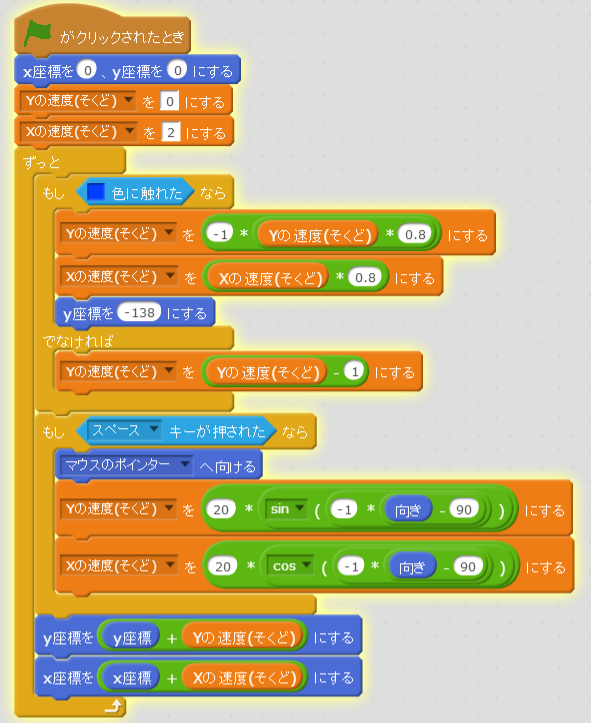 がクリックされたとき
x座標を 0 、y座標を 0 にする
Yの速度(そくど) を 0 にする
Xの速度(そくど) を 2 にする
ずっと
もし 色に触れた なら
Yの速度(そくど) を -1 * Yの速度(そくど) * 0.8 にする
Xの速度(そくど) を Xの速度(そくど) * 0.8 にする
y座標を -138 にする
でなければ
Yの速度(そくど) を Yの速度(そくど) - 1 にする
もし スペース キーが押された なら
マウスのポインター へ向ける
Yの速度(そくど) を 20 * sin ( -1 * 向き - 90 ) にする
Xの速度(そくど) を 20 * cos ( -1 * 向き - 90 ) にする
y座標を y座標 + Yの速度(そくど) にする
x座標を x座標 + Xの速度(そくど) にする